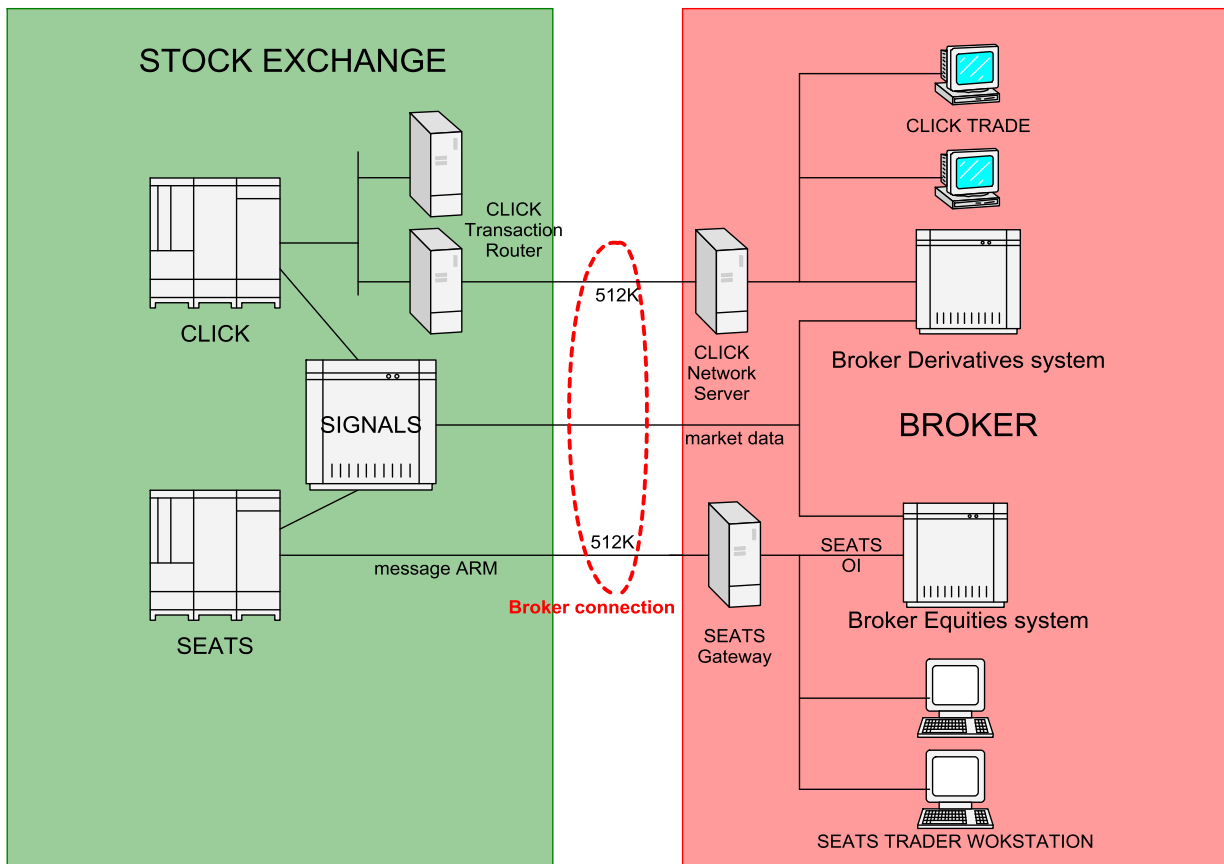 STOCK EXCHANGE
CLICK TRADE
CLICK
Transaction
Router
512K
CLICK
CLICK
Network
Server
Broker Derivatives system
SIGNALS
market data
BROKER
512K
message ARM
SEATS
OI
Broker connection
SEATS
SEATS
Gateway
Broker Equities system
SEATS TRADER WOKSTATION